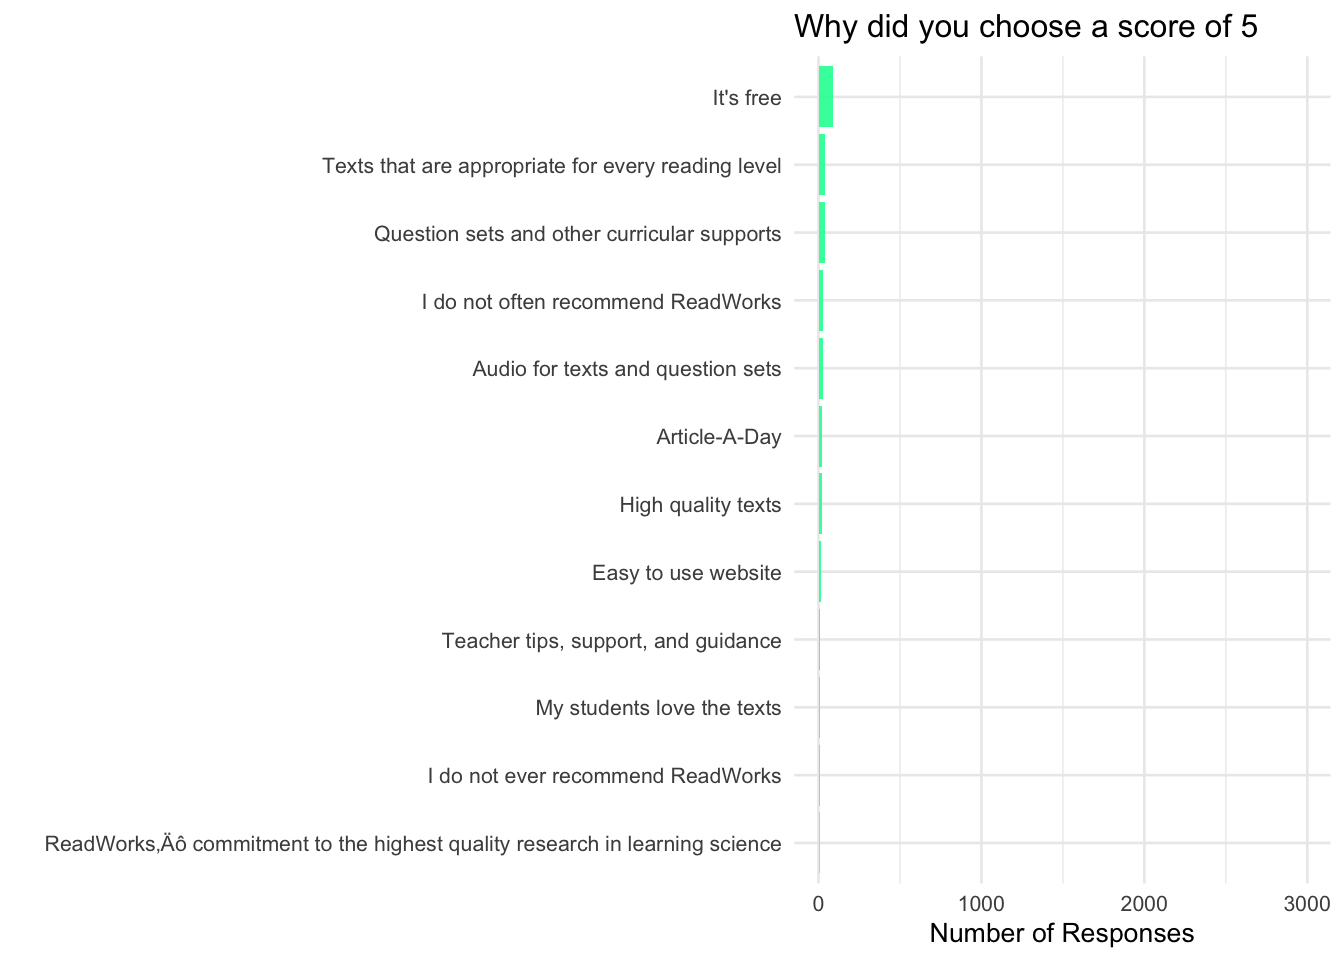 Why did you choose a score of 5
It's free
Texts that are appropriate for every reading level
Question sets and other curricular supports
I do not often recommend ReadWorks
Audio for texts and question sets
Article-A-Day
High quality texts
Easy to use website
Teacher tips, support, and guidance
My students love the texts
I do not ever recommend ReadWorks
ReadWorks‚Äô commitment to the highest quality research in learning science
0 1000 2000 3000
Number of Responses